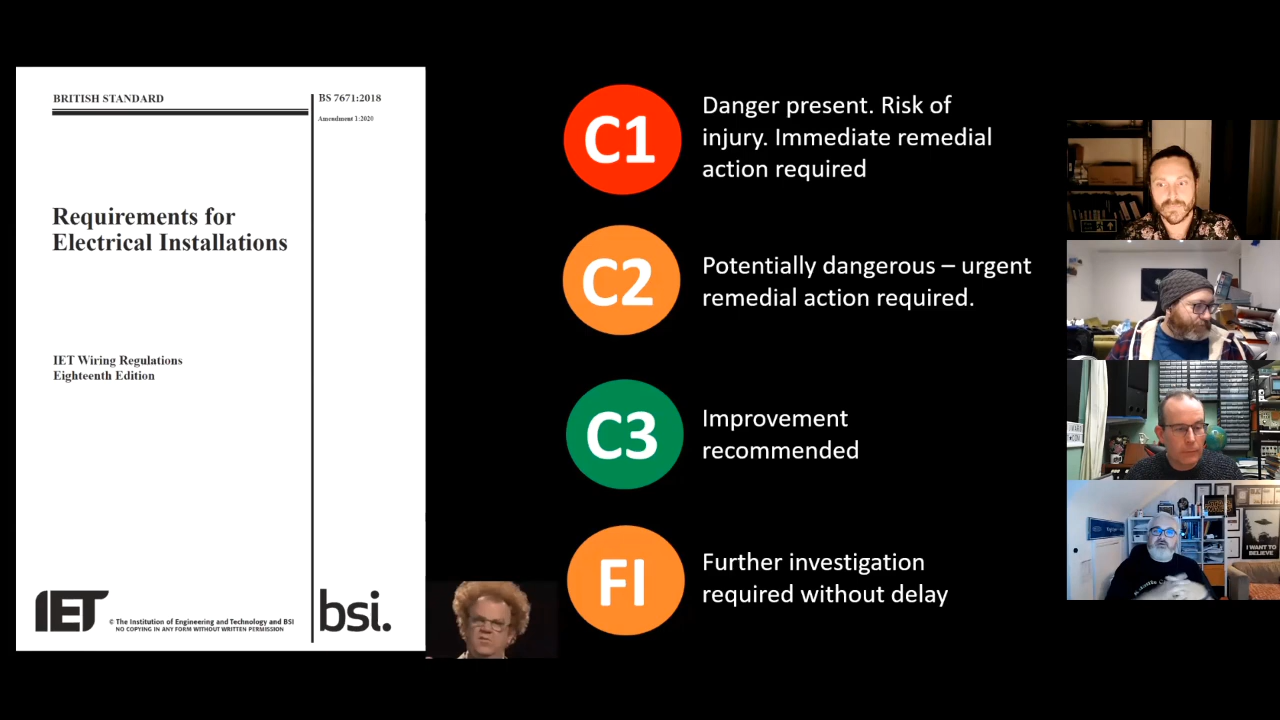 BRITISH STANDARD
BS 7671:2018
Amendment 1:2020
Requirements for
Electrical Installations
IET Wiring Regulations
Eighteenth Edition
IET
© The Institution of Engineering and Technology and BSI
NO COPYING IN ANY FORM WITHOUT WRITTEN PERMISSION
bsi.
C1
Danger present. Risk of
injury. Immediate remedial
action required
C2
Potentially dangerous – urgent
remedial action required.
C3
Improvement
recommended
FI
Further investigation
required without delay
I WANT TO
BELIEVE